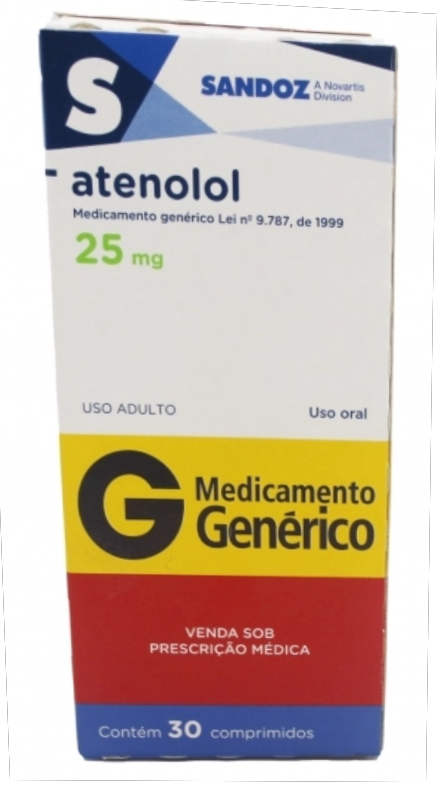 S
SANDOZ A Novartis
Division
atenolol
Medicamento genérico Lei nº 9.787, de 1999
25 mg
USO ADULTO Uso oral
G Medicamento
Genérico
VENDA SOB
PRESCRIÇÃO MÉDICA
Contém 30 comprimidos